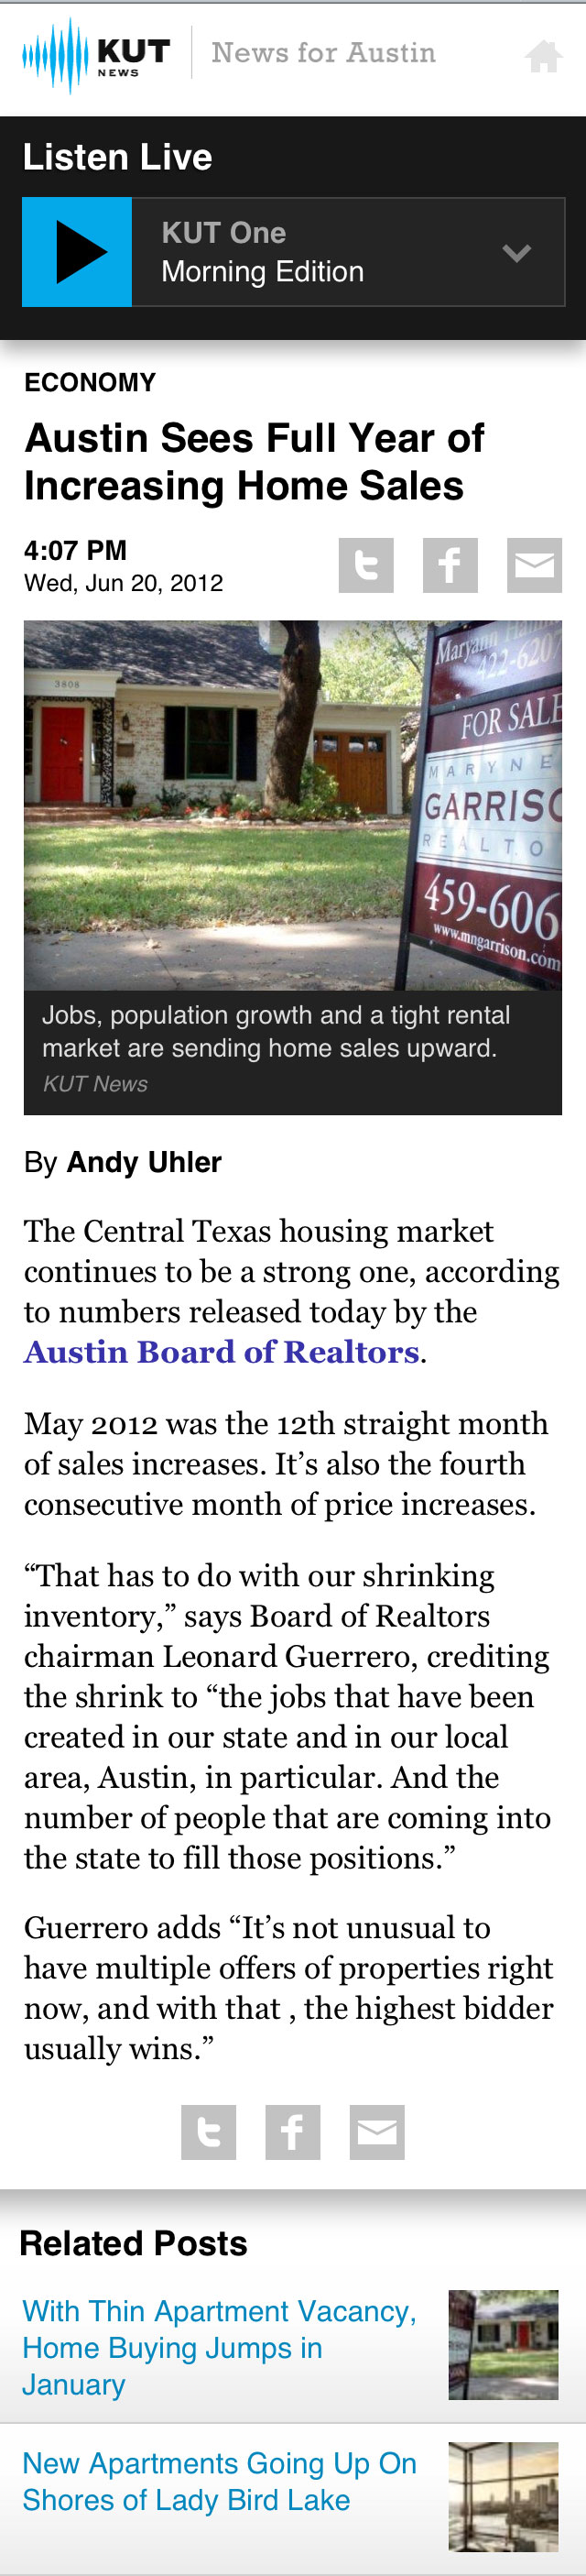 KUT
NEWS
News for Austin
Listen Live
KUT One
Morning Edition
ECONOMY
Austin Sees Full Year of
Increasing Home Sales
4:07 PM
Wed, Jun 20, 2012
3808
Maryann
422-6207
FOR SALE
MARYNE
GARRISO
REALTO
459-606
www.mngarrison.com
Jobs, population growth and a tight rental
market are sending home sales upward.
KUT News
By Andy Uhler
The Central Texas housing market
continues to be a strong one, according
to numbers released today by the
Austin Board of Realtors.
May 2012 was the 12th straight month
of sales increases. It’s also the fourth
consecutive month of price increases.
“That has to do with our shrinking
inventory,” says Board of Realtors
chairman Leonard Guerrero, crediting
the shrink to “the jobs that have been
created in our state and in our local
area, Austin, in particular. And the
number of people that are coming into
the state to fill those positions.”
Guerrero adds “It’s not unusual to
have multiple offers of properties right
now, and with that , the highest bidder
usually wins.”
Related Posts
With Thin Apartment Vacancy,
Home Buying Jumps in
January
New Apartments Going Up On
Shores of Lady Bird Lake